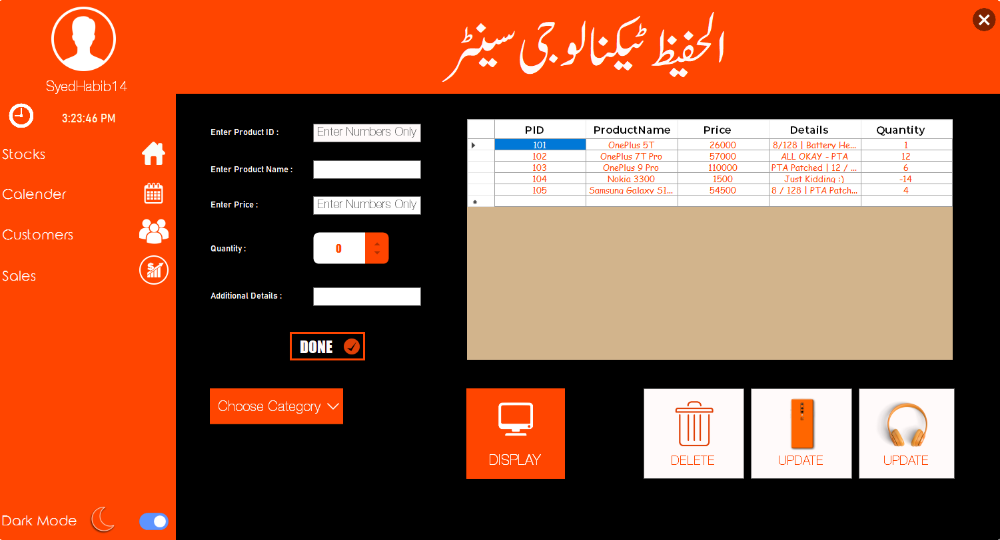 الحفیظ ٹیکنالوجی سینٹر
SyedHabib14
3:23:46 PM
Stocks
Calender
Customers
Sales
Dark Mode
Enter Product ID :
Enter Numbers Only
Enter Product Name :
Enter Price :
Enter Numbers Only
Quantity :
0
Additional Details :
DONE
Choose Category
PID ProductName Price Details Quantity
101 OnePlus 5T 26000 8/128 | Battery He... 1
102 OnePlus 7T Pro 57000 ALL OKAY - PTA 12
103 OnePlus 9 Pro 110000 PTA Patched | 12 / ... 6
104 Nokia 3300 1500 Just Kidding :) -14
105 Samsung Galaxy S1... 54500 8 / 128 | PTA Patch... 4
DISPLAY
DELETE
UPDATE
UPDATE